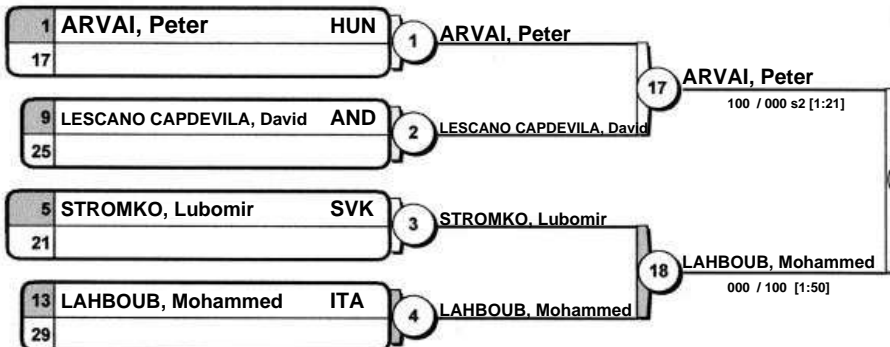 1 ARVAI, Peter HUN
17
1
ARVAI, Peter
9 LESCANO CAPDEVILA, David AND
25
2
LESCANO CAPDEVILA, David
17
ARVAI, Peter
100 / 000 s2 [1:21]
5 STROMKO, Lubomir SVK
21
3
STROMKO, Lubomir
13 LAHBOUB, Mohammed ITA
29
4
LAHBOUB, Mohammed
18
LAHBOUB, Mohammed
000 / 100 [1:50]